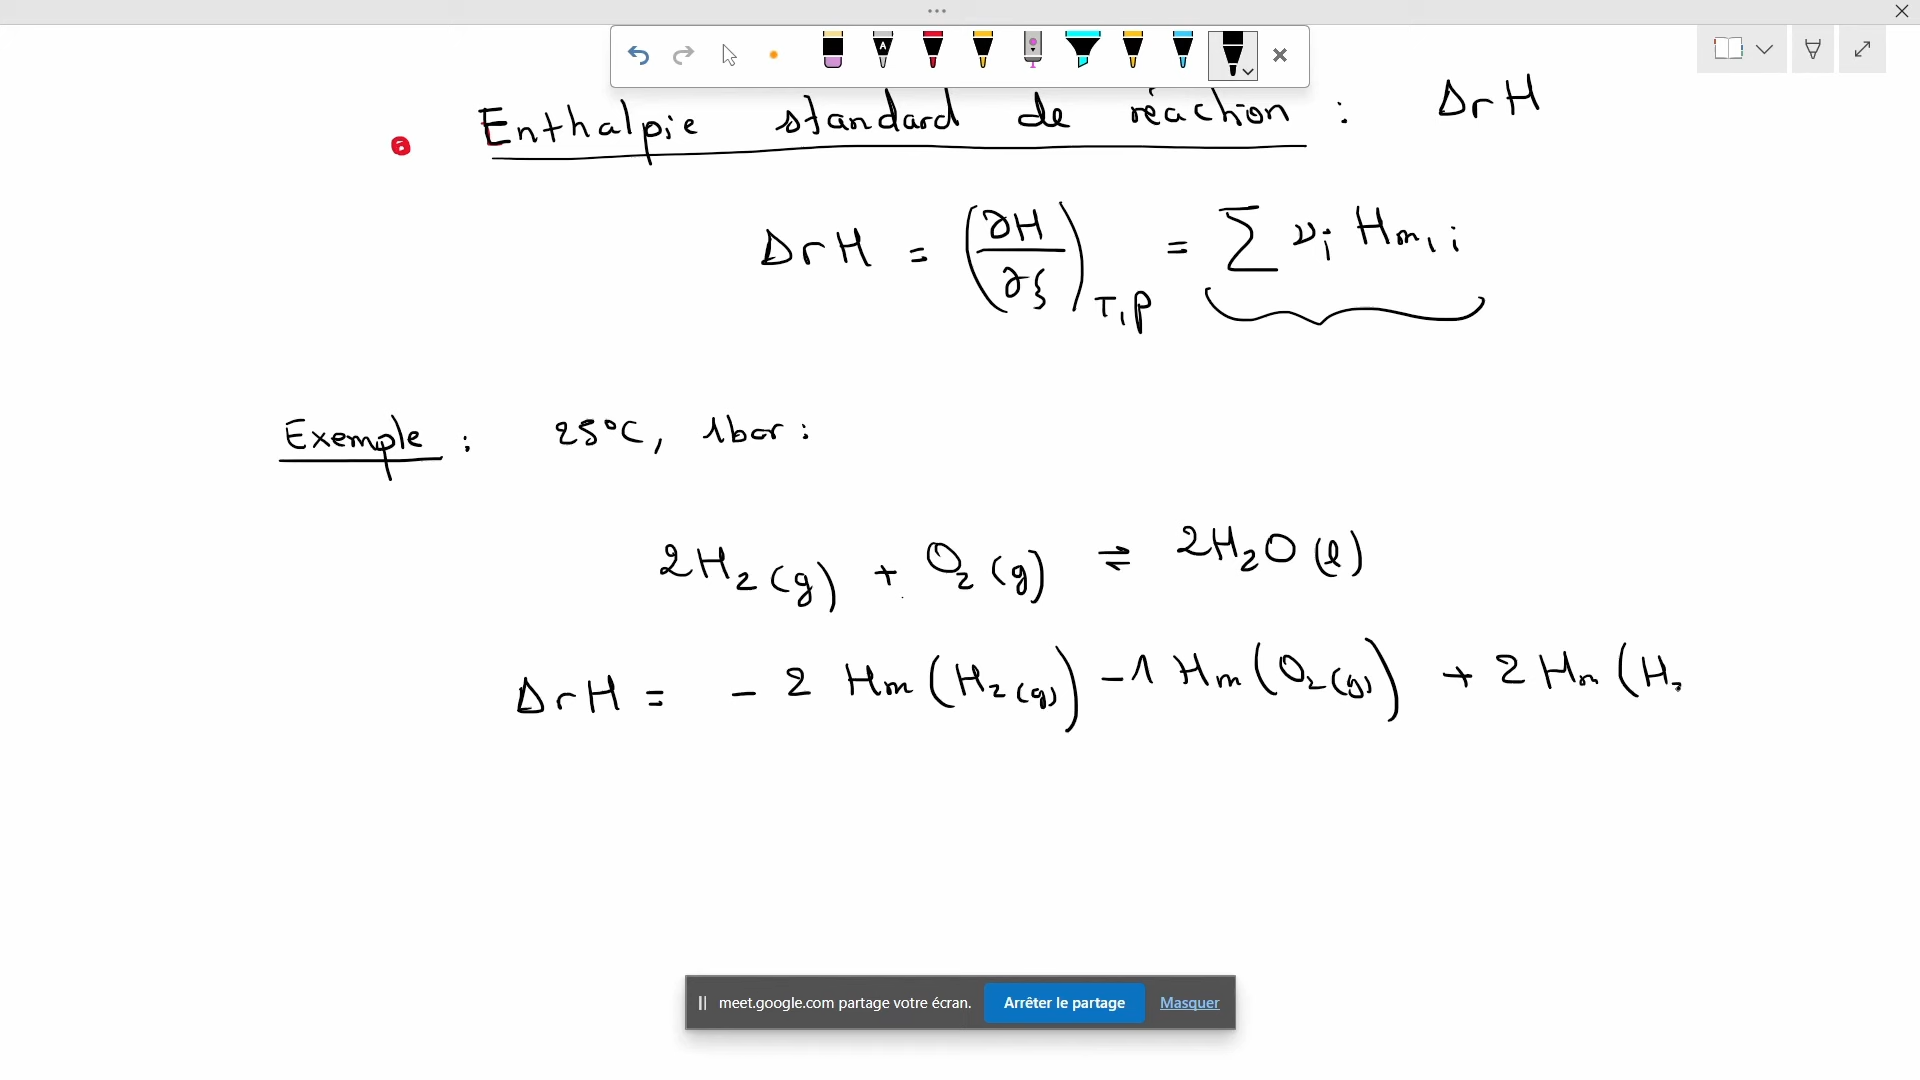 Enthalpie standard de réaction : ΔrH
ΔrH = (∂H/∂ξ)T,P = Σ νi Hm,i
Exemple : 25°C, 1bar :
2H2(g) + O2(g) ⇌ 2H2O(l)
ΔrH = - 2 Hm(H2(g)) - 1 Hm(O2(g)) + 2 Hm(H2
meet.google.com partage votre écran. Arrêter le partage Masquer